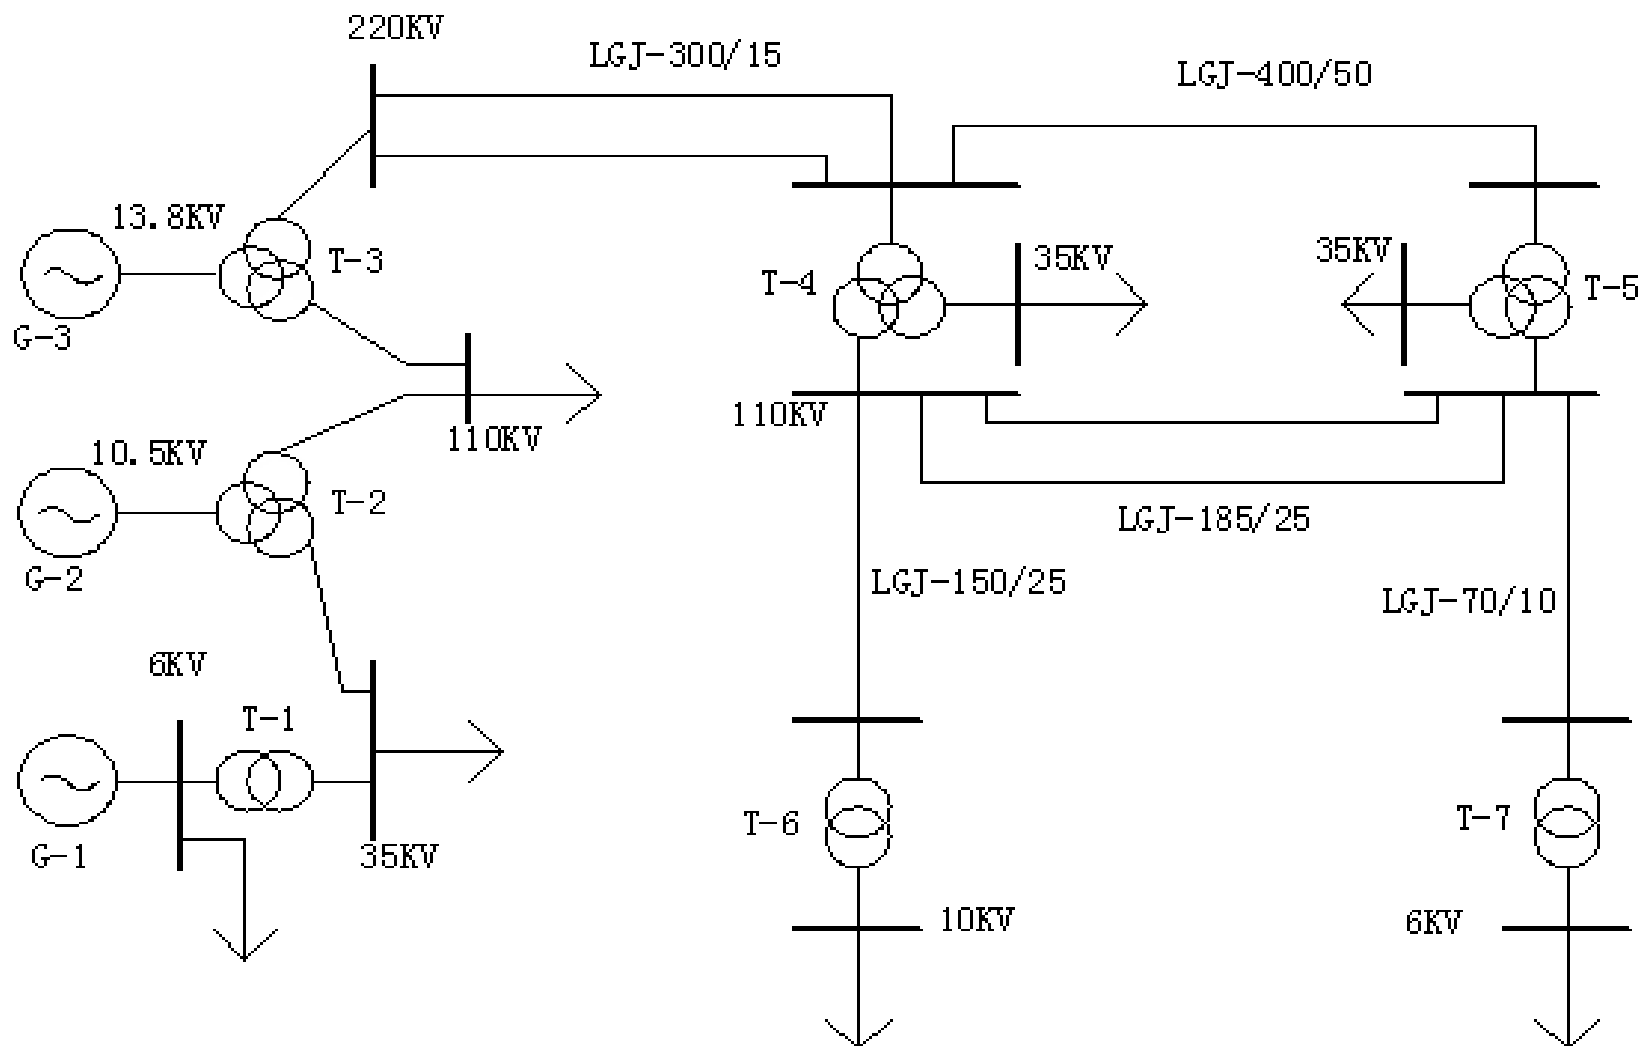 220KV
LGJ-300/15
LGJ-400/50
13.8KV
T-3
G-3
T-4
35KV
35KV
T-5
110KV
110KV
10.5KV
T-2
G-2
LGJ-185/25
LGJ-150/25
LGJ-70/10
6KV
T-1
G-1
35KV
T-6
T-7
10KV
6KV